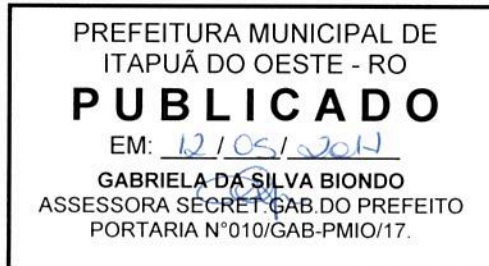 PREFEITURA MUNICIPAL DE
ITAPUÃ DO OESTE - RO
PUBLICADO
EM: 12 / 05 / 2017
GABRIELA DA SILVA BIONDO
ASSESSORA SECRET.GAB.DO PREFEITO
PORTARIA N°010/GAB-PMIO/17.